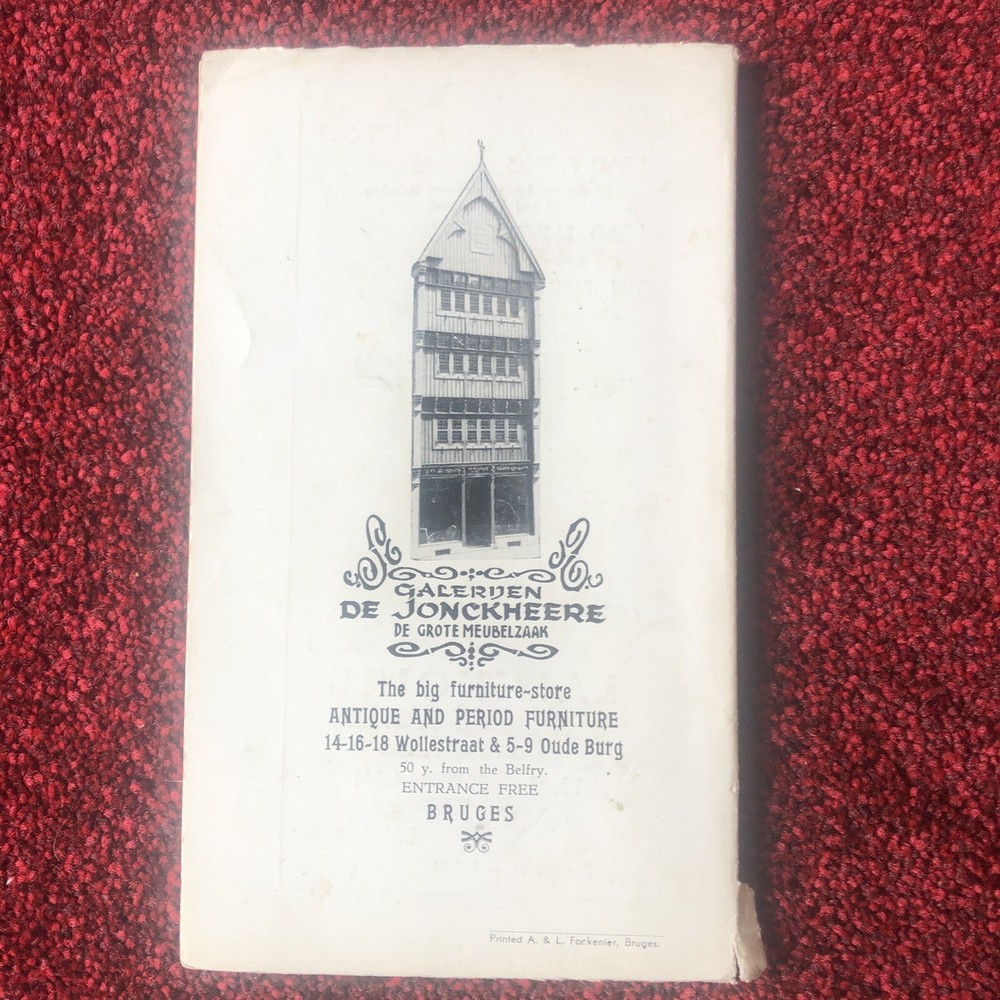 GALERIJEN
DE JONCKHEERE
DE GROTE MEUBELZAAK
The big furniture-store
ANTIQUE AND PERIOD FURNITURE
14-16-18 Wollestraat & 5-9 Oude Burg
50 y. from the Belfry.
ENTRANCE FREE
BRUGES
Printed A. & L. Fockenier, Bruges.